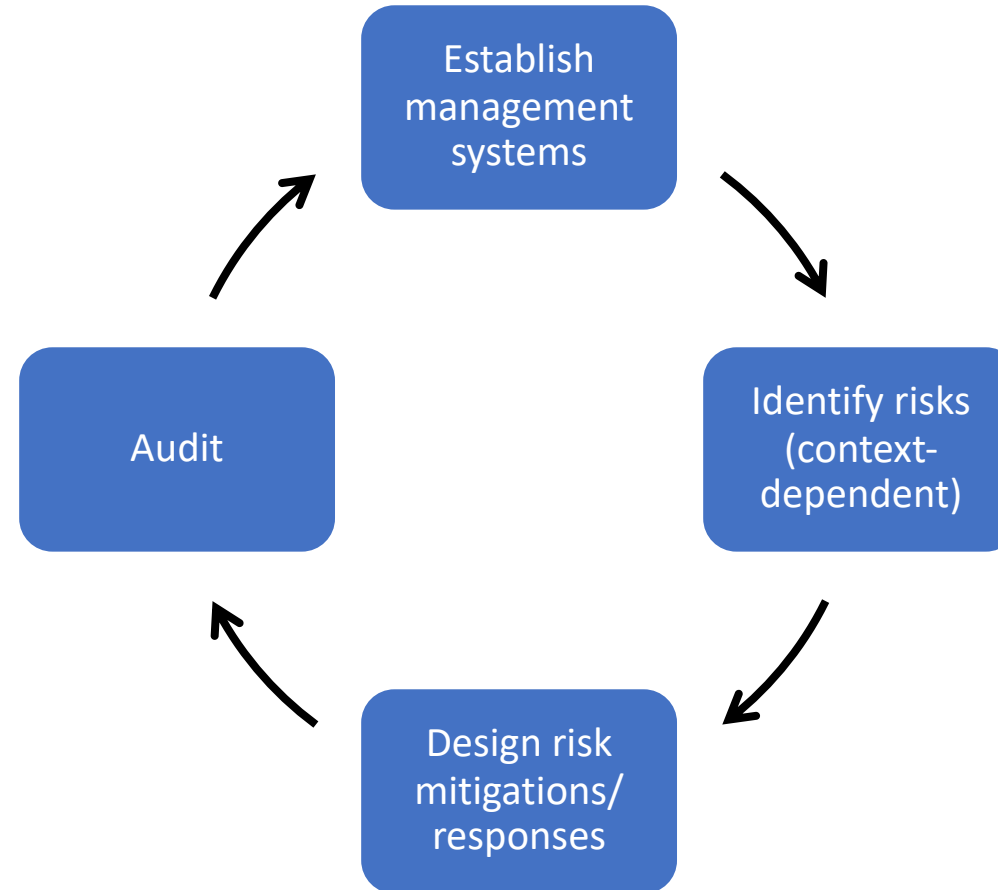 Establish
management
systems
Identify risks
(context-
dependent)
Design risk
mitigations/
responses
Audit